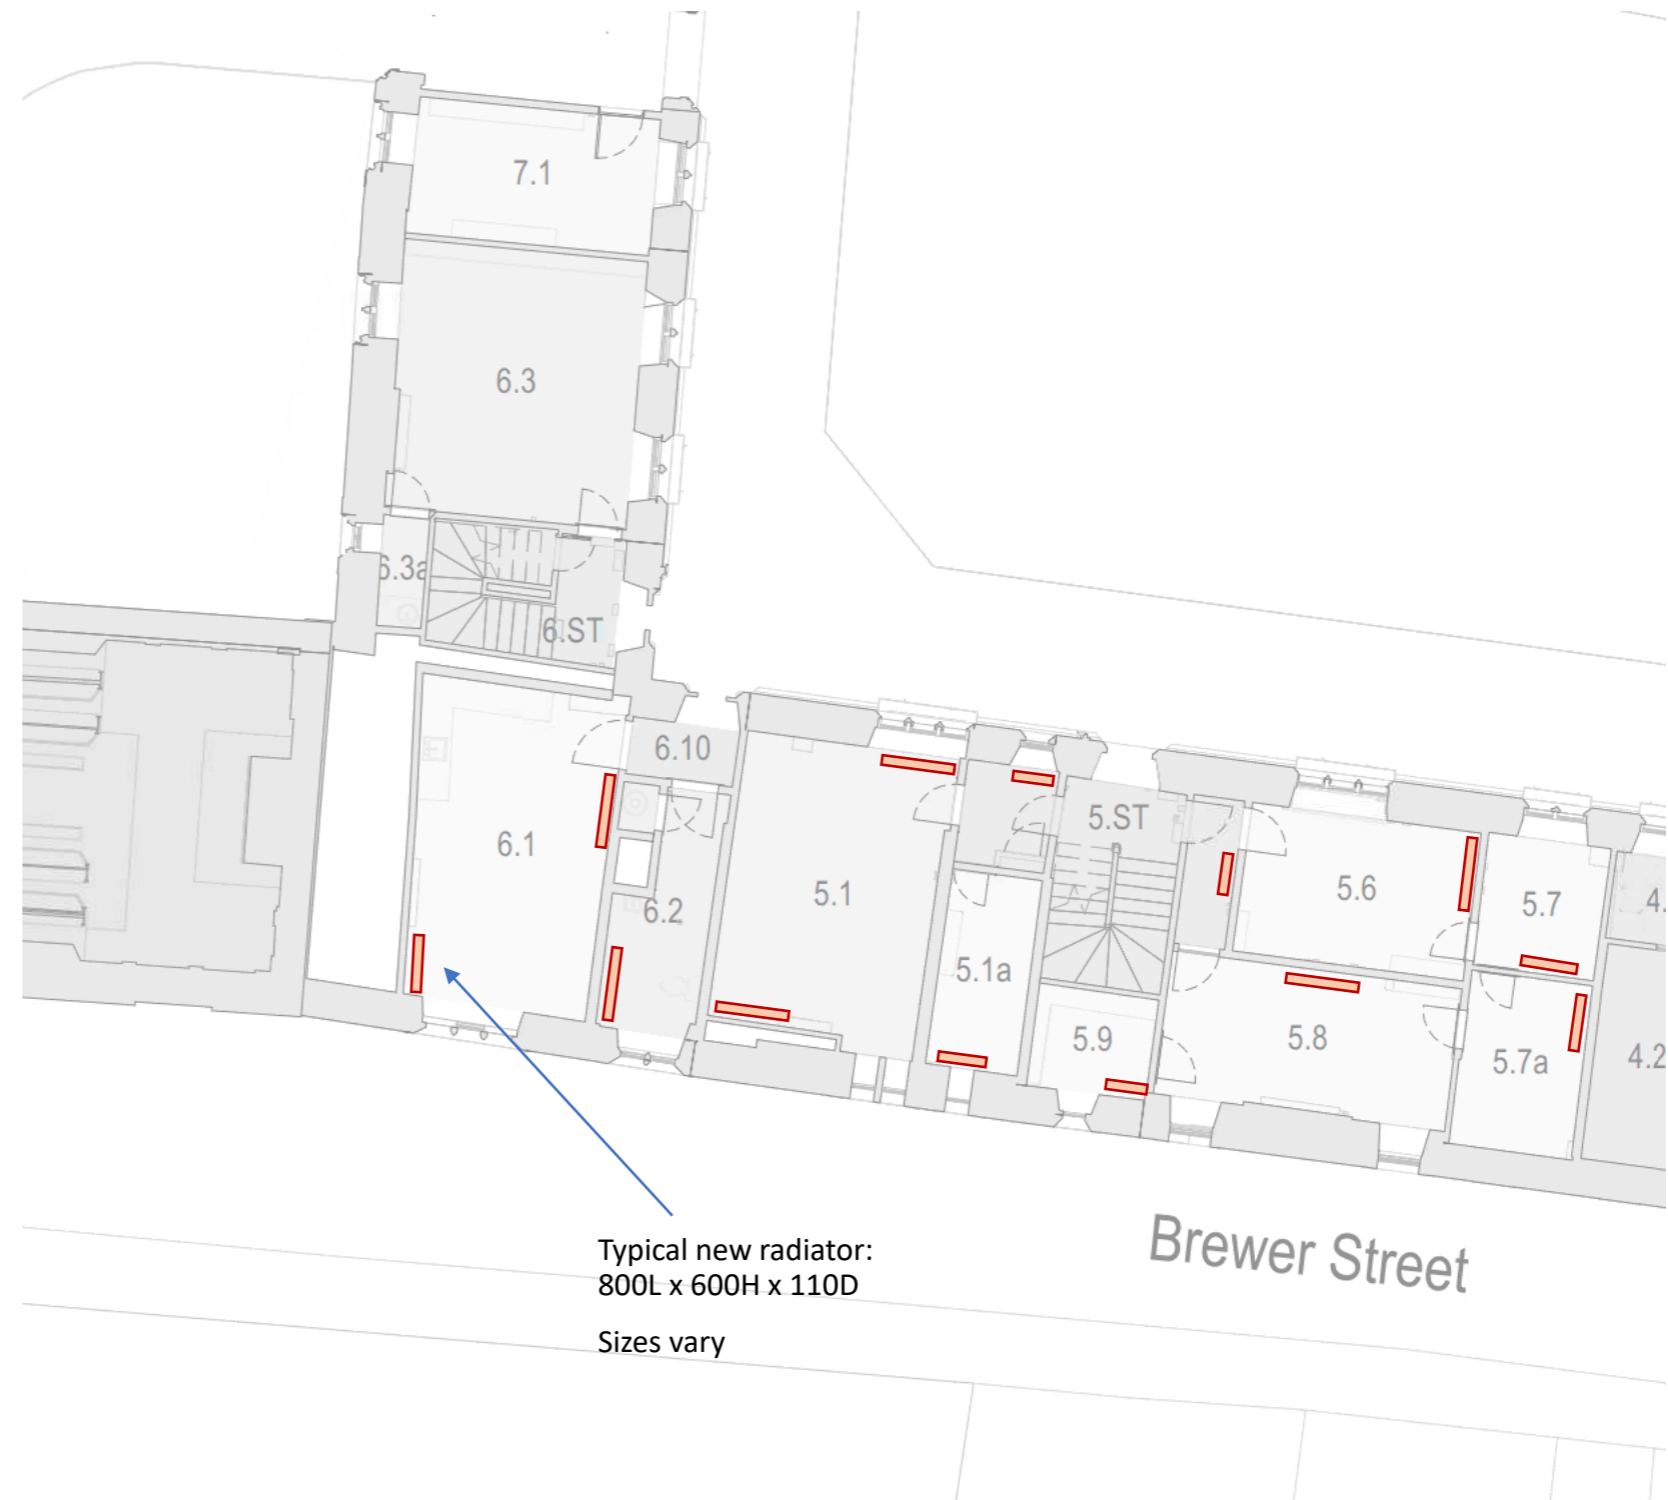 7.1
6.3
6.3a
6.ST
6.10
6.1
5.ST
5.1
6.2
5.6
5.7
4.
5.1a
5.9
5.8
5.7a
4.2
Brewer Street
Typical new radiator:
800L x 600H x 110D
Sizes vary